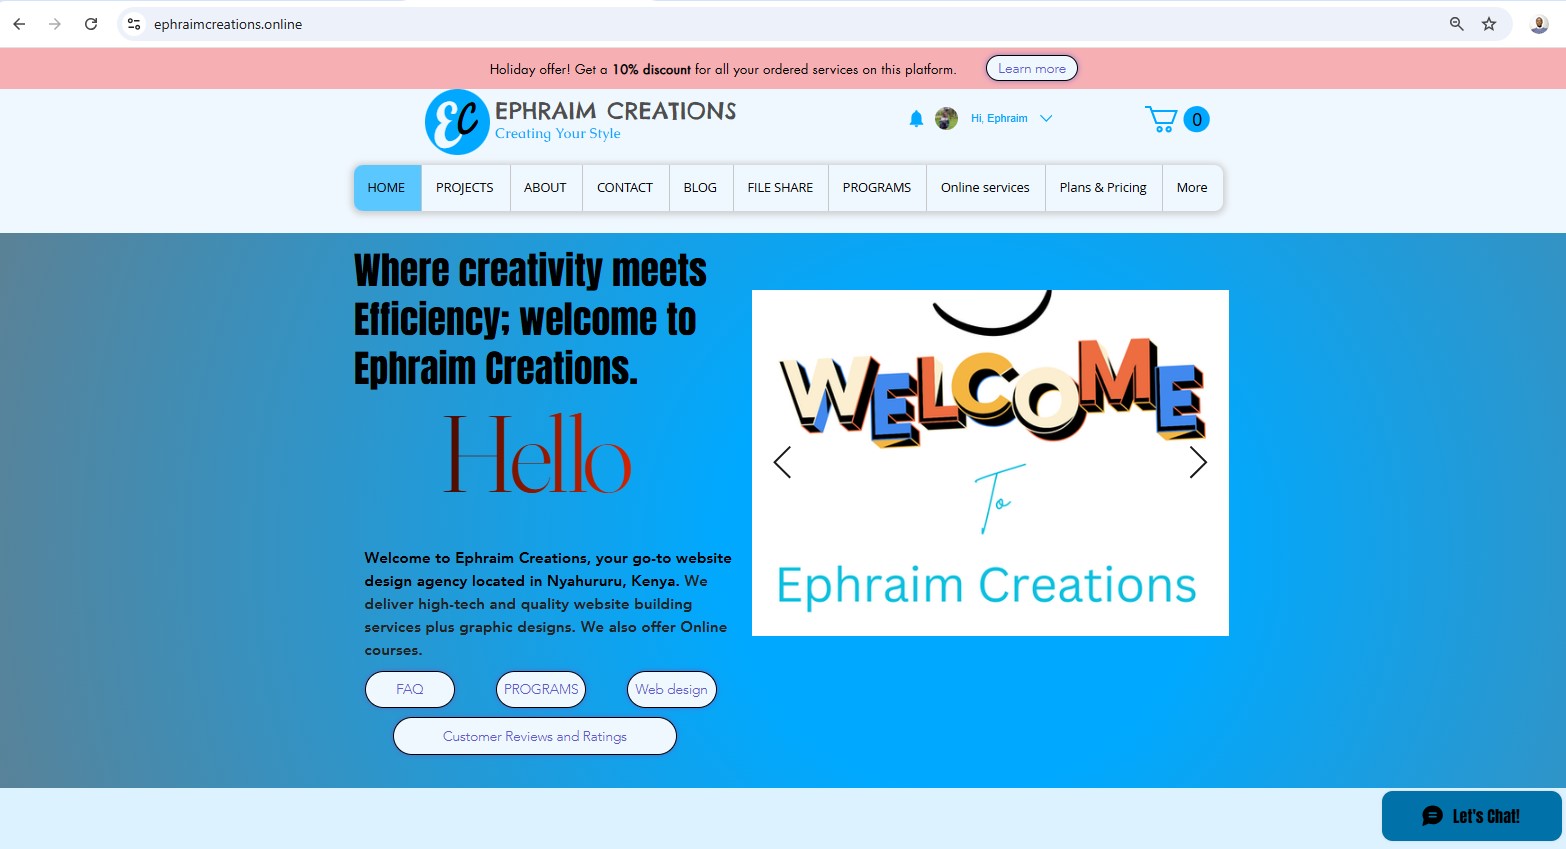 ephraimcreations.online
Holiday offer! Get a 10% discount for all your ordered services on this platform.
Learn more
EC
EPHRAIM CREATIONS
Creating Your Style
Hi, Ephraim
0
HOME
PROJECTS
ABOUT
CONTACT
BLOG
FILE SHARE
PROGRAMS
Online services
Plans & Pricing
More
Where creativity meets
Efficiency; welcome to
Ephraim Creations.
Hello
Welcome to Ephraim Creations, your go-to website
design agency located in Nyahururu, Kenya. We
deliver high-tech and quality website building
services plus graphic designs. We also offer Online
courses.
FAQ
PROGRAMS
Web design
Customer Reviews and Ratings
WELCOME
To
Ephraim Creations
Let's Chat!